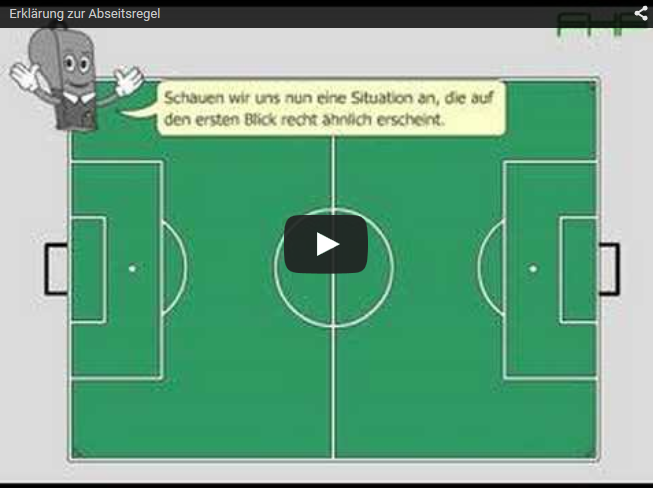 Erklärung zur Abseitsregel
Schauen wir uns nun eine Situation an, die auf
den ersten Blick recht ähnlich erscheint.